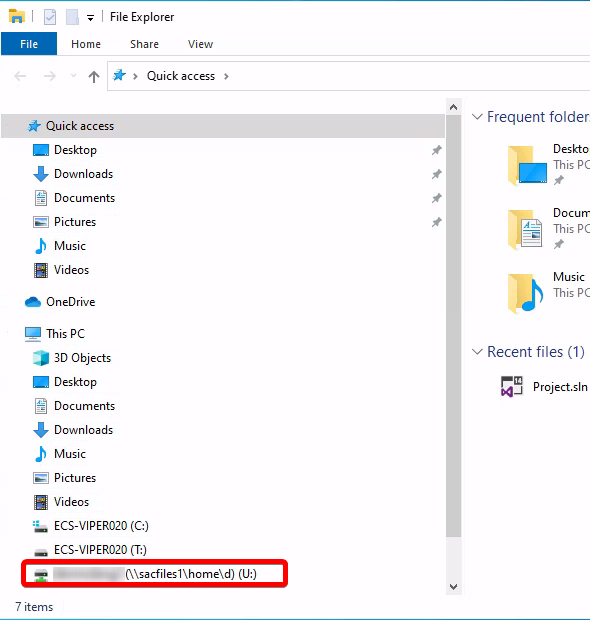 File Explorer
File Home Share View
Quick access
Quick access
Desktop
Downloads
Documents
Pictures
Music
Videos
OneDrive
This PC
3D Objects
Desktop
Documents
Downloads
Music
Pictures
Videos
ECS-VIPER020 (C:)
ECS-VIPER020 (T:)
(\\sacfiles1\home\d) (U:)
7 items
Frequent folders
Deskto
This PC
Docum
This PC
Music
This PC
Recent files (1)
Project.sln